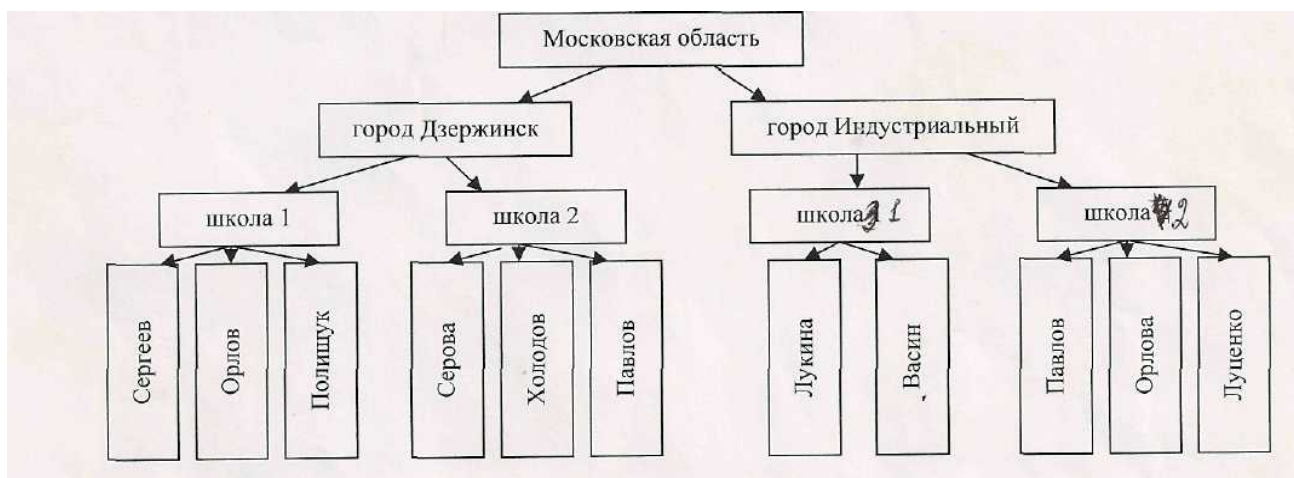 Московская область
город Дзержинск
город Индустриальный
школа 1
школа 2
школа 1
школа 2
Сергеев
Орлов
Полищук
Серова
Холодов
Павлов
Лукина
Васин
Павлов
Орлова
Луценко